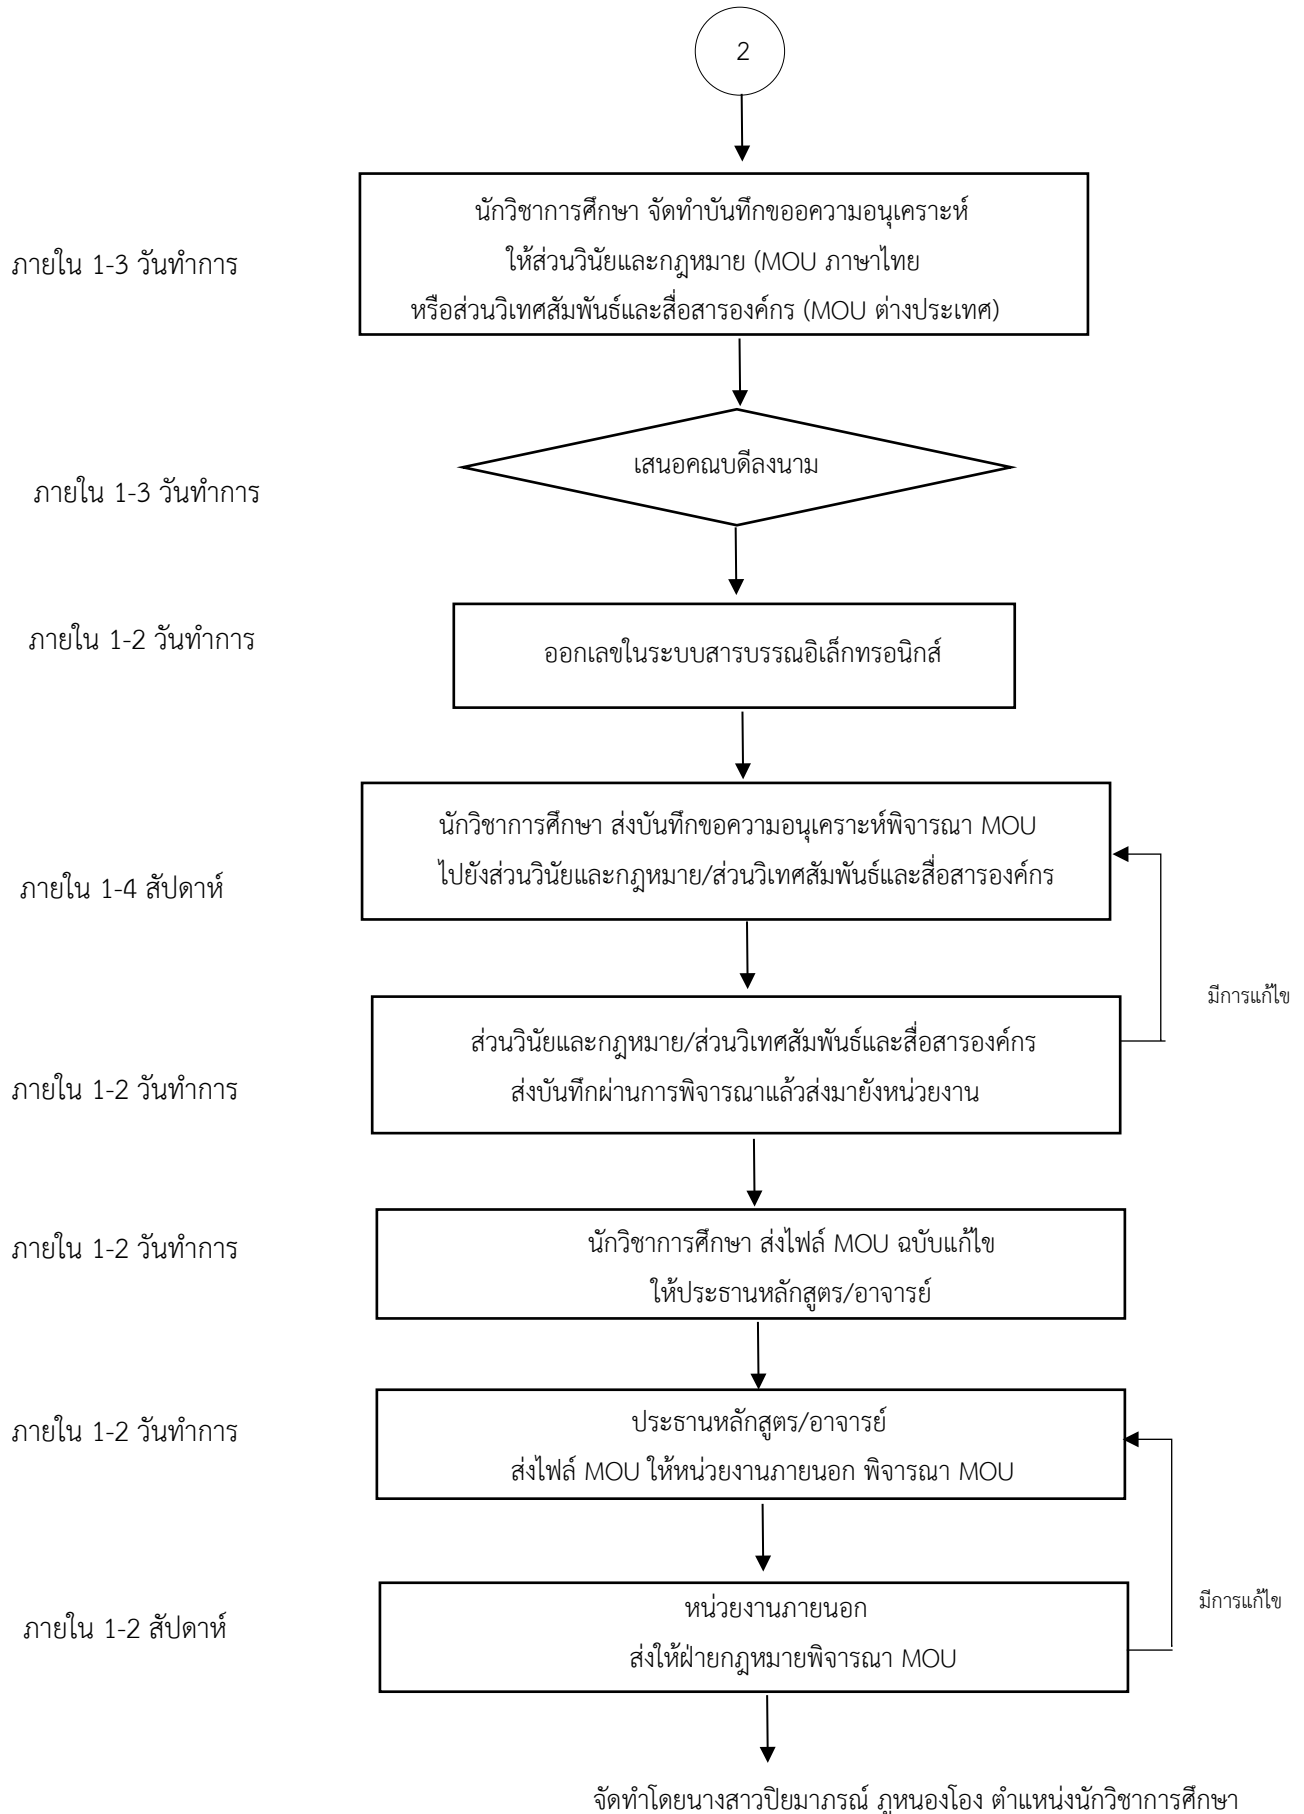 2
นักวิชาการศึกษา จัดทำบันทึกขออความอนุเคราะห์
ให้ส่วนวินัยและกฎหมาย (MOU ภาษาไทย
หรือส่วนวิเทศสัมพันธ์และสื่อสารองค์กร (MOU ต่างประเทศ)
ภายใน 1-3 วันทำการ
เสนอคณบดีลงนาม
ภายใน 1-3 วันทำการ
ออกเลขในระบบสารบรรณอิเล็กทรอนิกส์
ภายใน 1-2 วันทำการ
นักวิชาการศึกษา ส่งบันทึกขอความอนุเคราะห์พิจารณา MOU
ไปยังส่วนวินัยและกฎหมาย/ส่วนวิเทศสัมพันธ์และสื่อสารองค์กร
ภายใน 1-4 สัปดาห์
มีการแก้ไข
ส่วนวินัยและกฎหมาย/ส่วนวิเทศสัมพันธ์และสื่อสารองค์กร
ส่งบันทึกผ่านการพิจารณาแล้วส่งมายังหน่วยงาน
ภายใน 1-2 วันทำการ
นักวิชาการศึกษา ส่งไฟล์ MOU ฉบับแก้ไข
ให้ประธานหลักสูตร/อาจารย์
ภายใน 1-2 วันทำการ
ประธานหลักสูตร/อาจารย์
ส่งไฟล์ MOU ให้หน่วยงานภายนอก พิจารณา MOU
ภายใน 1-2 วันทำการ
มีการแก้ไข
หน่วยงานภายนอก
ส่งให้ฝ่ายกฎหมายพิจารณา MOU
ภายใน 1-2 สัปดาห์
จัดทำโดยนางสาวปิยมาภรณ์ ภูหนองโอง ตำแหน่งนักวิชาการศึกษา